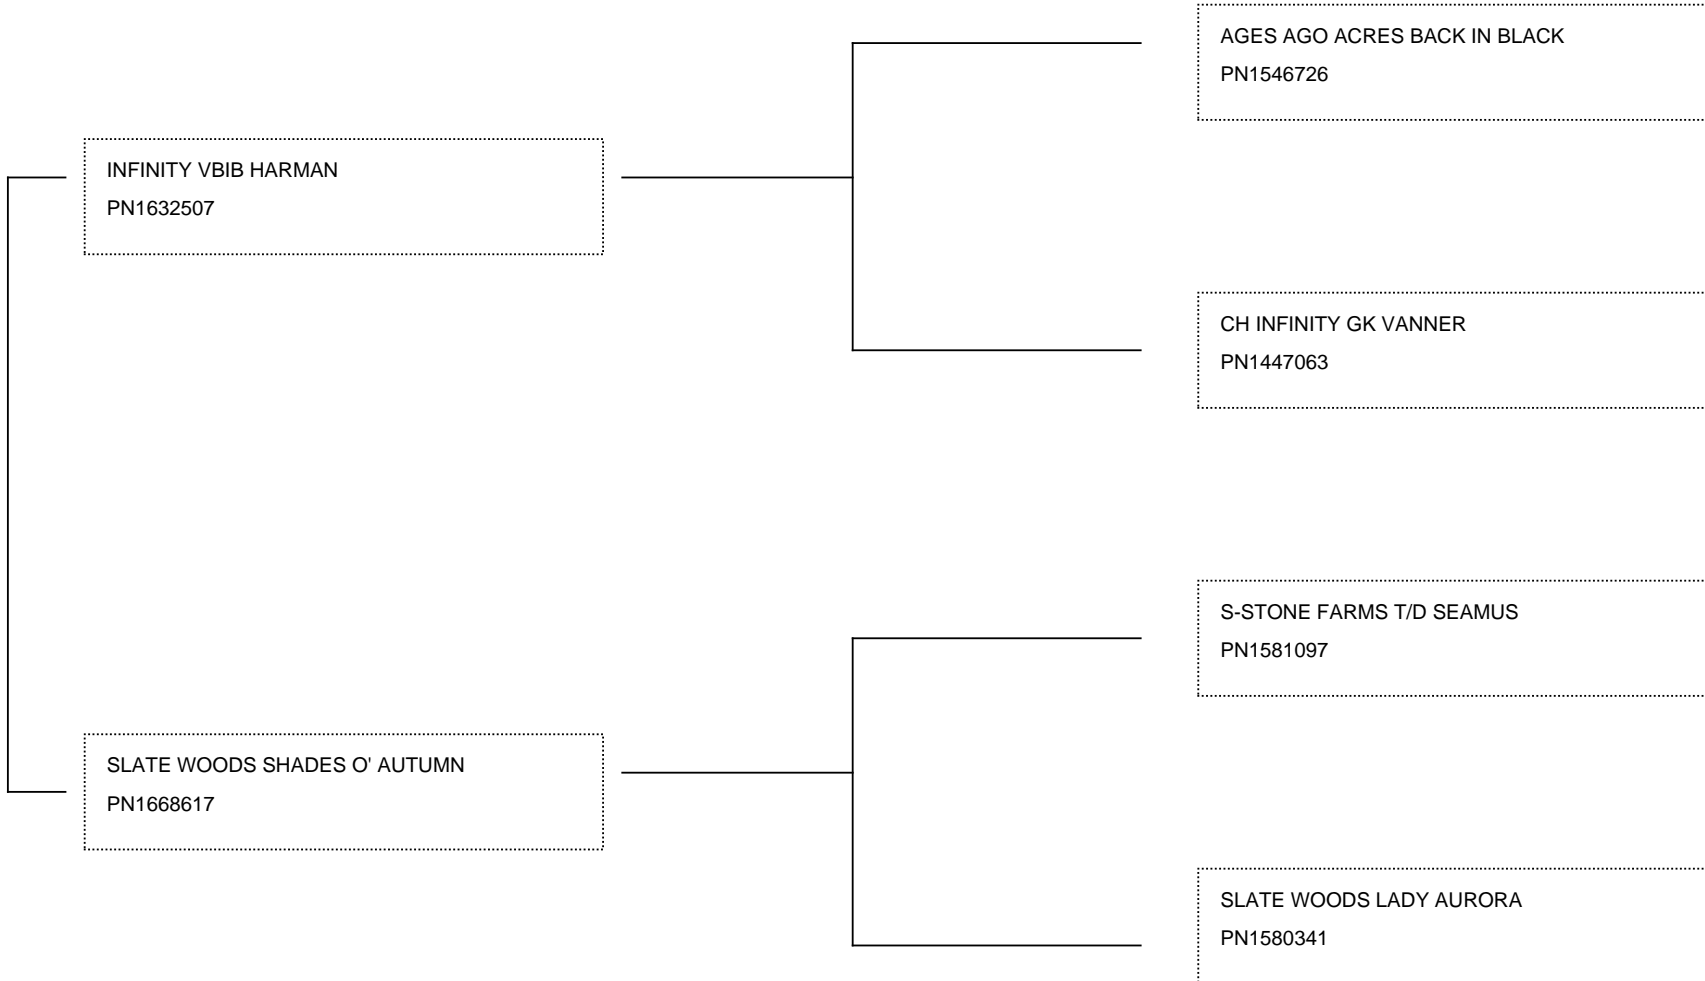 AGES AGO ACRES BACK IN BLACK
PN1546726
INFINITY VBIB HARMAN
PN1632507
CH INFINITY GK VANNER
PN1447063
S-STONE FARMS T/D SEAMUS
PN1581097
SLATE WOODS SHADES O' AUTUMN
PN1668617
SLATE WOODS LADY AURORA
PN1580341